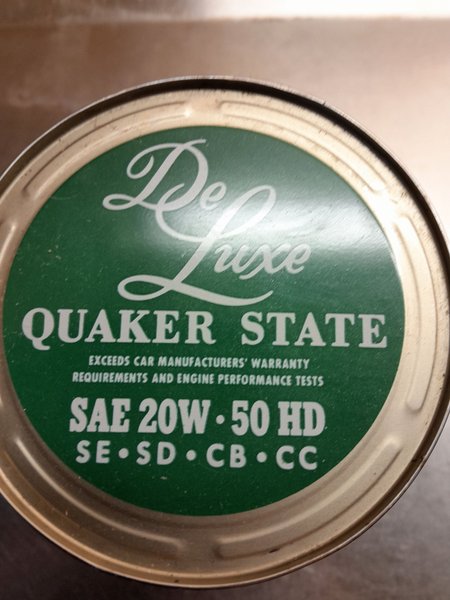 De
Luxe
QUAKER STATE
EXCEEDS CAR MANUFACTURERS' WARRANTY
REQUIREMENTS AND ENGINE PERFORMANCE TESTS
SAE 20W • 50 HD
SE • SD • CB • CC